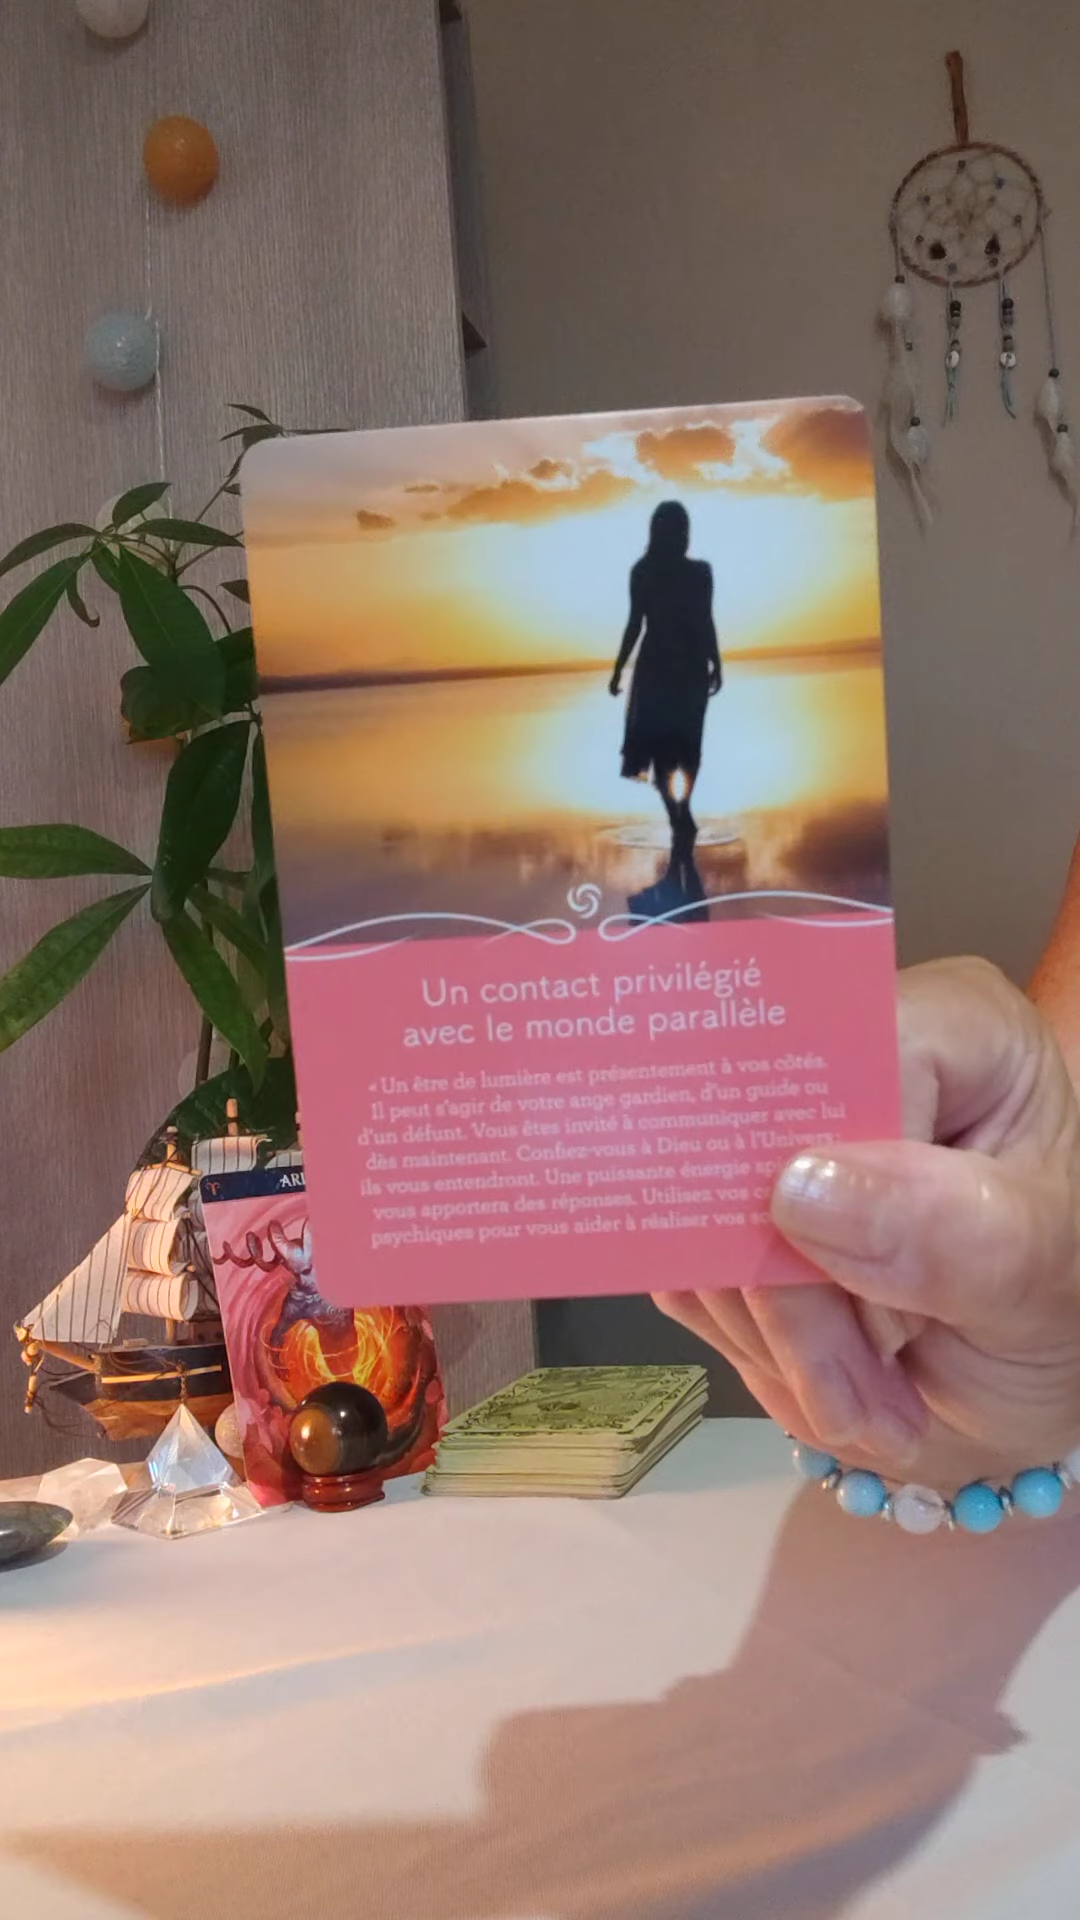 Un contact privilégié
avec le monde parallèle
« Un être de lumière est présentement à vos côtés.
Il peut s'agir de votre ange gardien, d'un guide ou
d'un défunt. Vous êtes invité à communiquer avec lui
dès maintenant. Confiez-vous à Dieu ou à l'Univers ;
ils vous entendront. Une puissante énergie
vous apportera des réponses. Utilisez vos
psychiques pour vous aider à réaliser vos